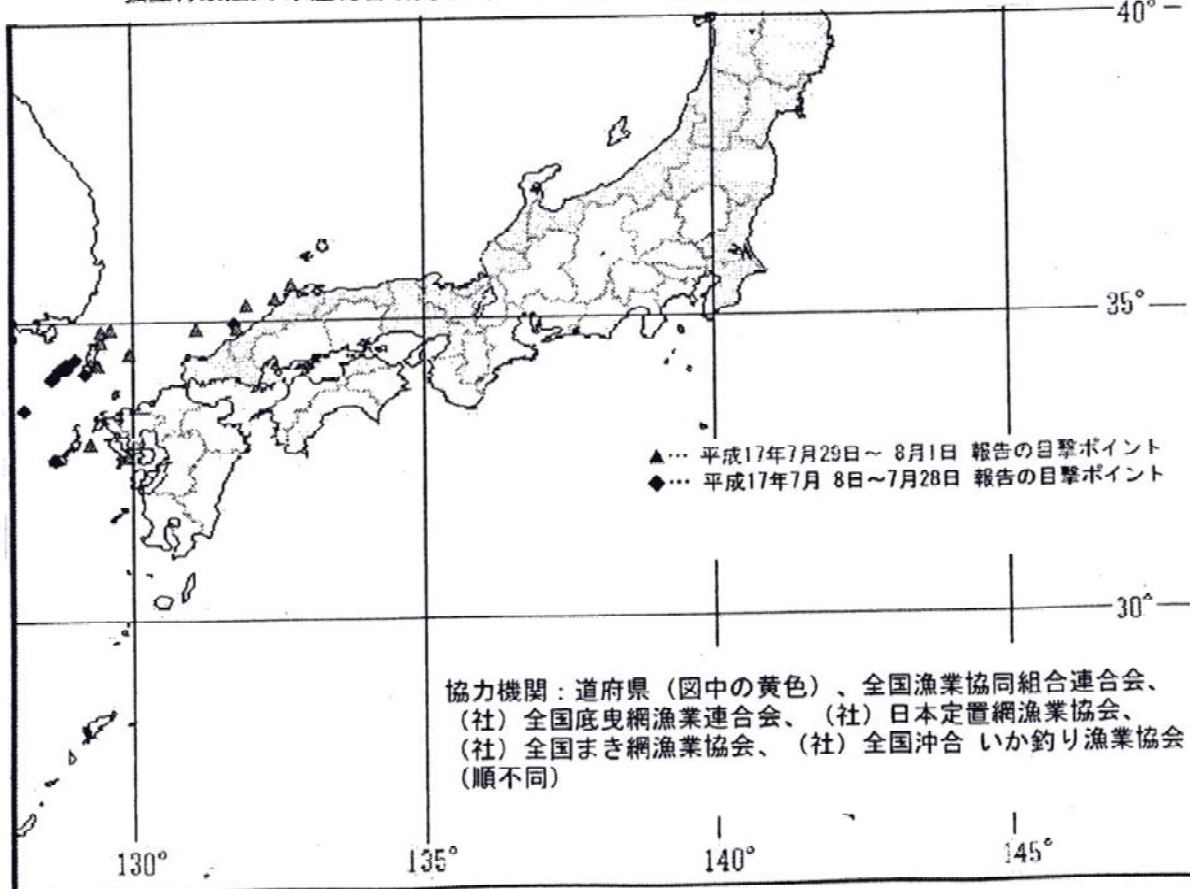 40°
35°
▲… 平成17年7月29日～ 8月1日 報告の目撃ポイント
◆… 平成17年7月 8日～7月28日 報告の目撃ポイント
30°
協力機関：道府県（図中の黄色）、全国漁業協同組合連合会、
（社）全国底曳網漁業連合会、（社）日本定置網漁業協会、
（社）全国まき網漁業協会、（社）全国沖合 いか釣り漁業協会
（順不同）
130° 135° 140° 145°